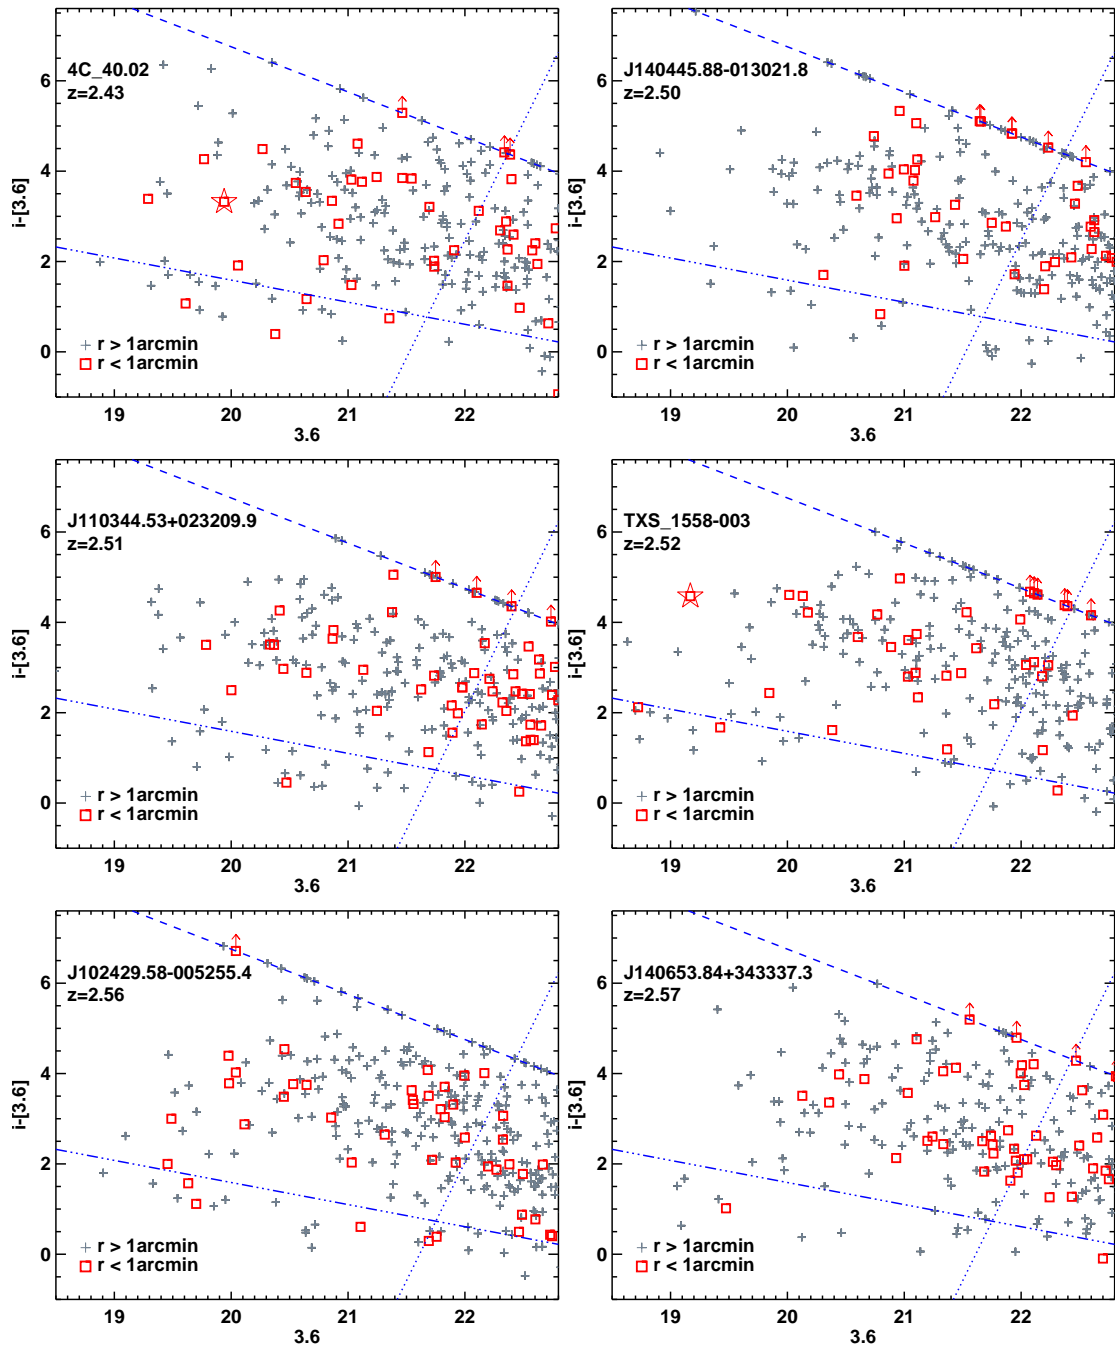 4C_40.02
z=2.43
i-[3.6]
6
4
2
0
+ r > 1arcmin
□ r < 1arcmin
19 20 21 22
3.6
J140445.88-013021.8
z=2.50
i-[3.6]
6
4
2
0
+ r > 1arcmin
□ r < 1arcmin
19 20 21 22
3.6
J110344.53+023209.9
z=2.51
i-[3.6]
6
4
2
0
+ r > 1arcmin
□ r < 1arcmin
19 20 21 22
3.6
TXS_1558-003
z=2.52
i-[3.6]
6
4
2
0
+ r > 1arcmin
□ r < 1arcmin
19 20 21 22
3.6
J102429.58-005255.4
z=2.56
i-[3.6]
6
4
2
0
+ r > 1arcmin
□ r < 1arcmin
19 20 21 22
3.6
J140653.84+343337.3
z=2.57
i-[3.6]
6
4
2
0
+ r > 1arcmin
□ r < 1arcmin
19 20 21 22
3.6